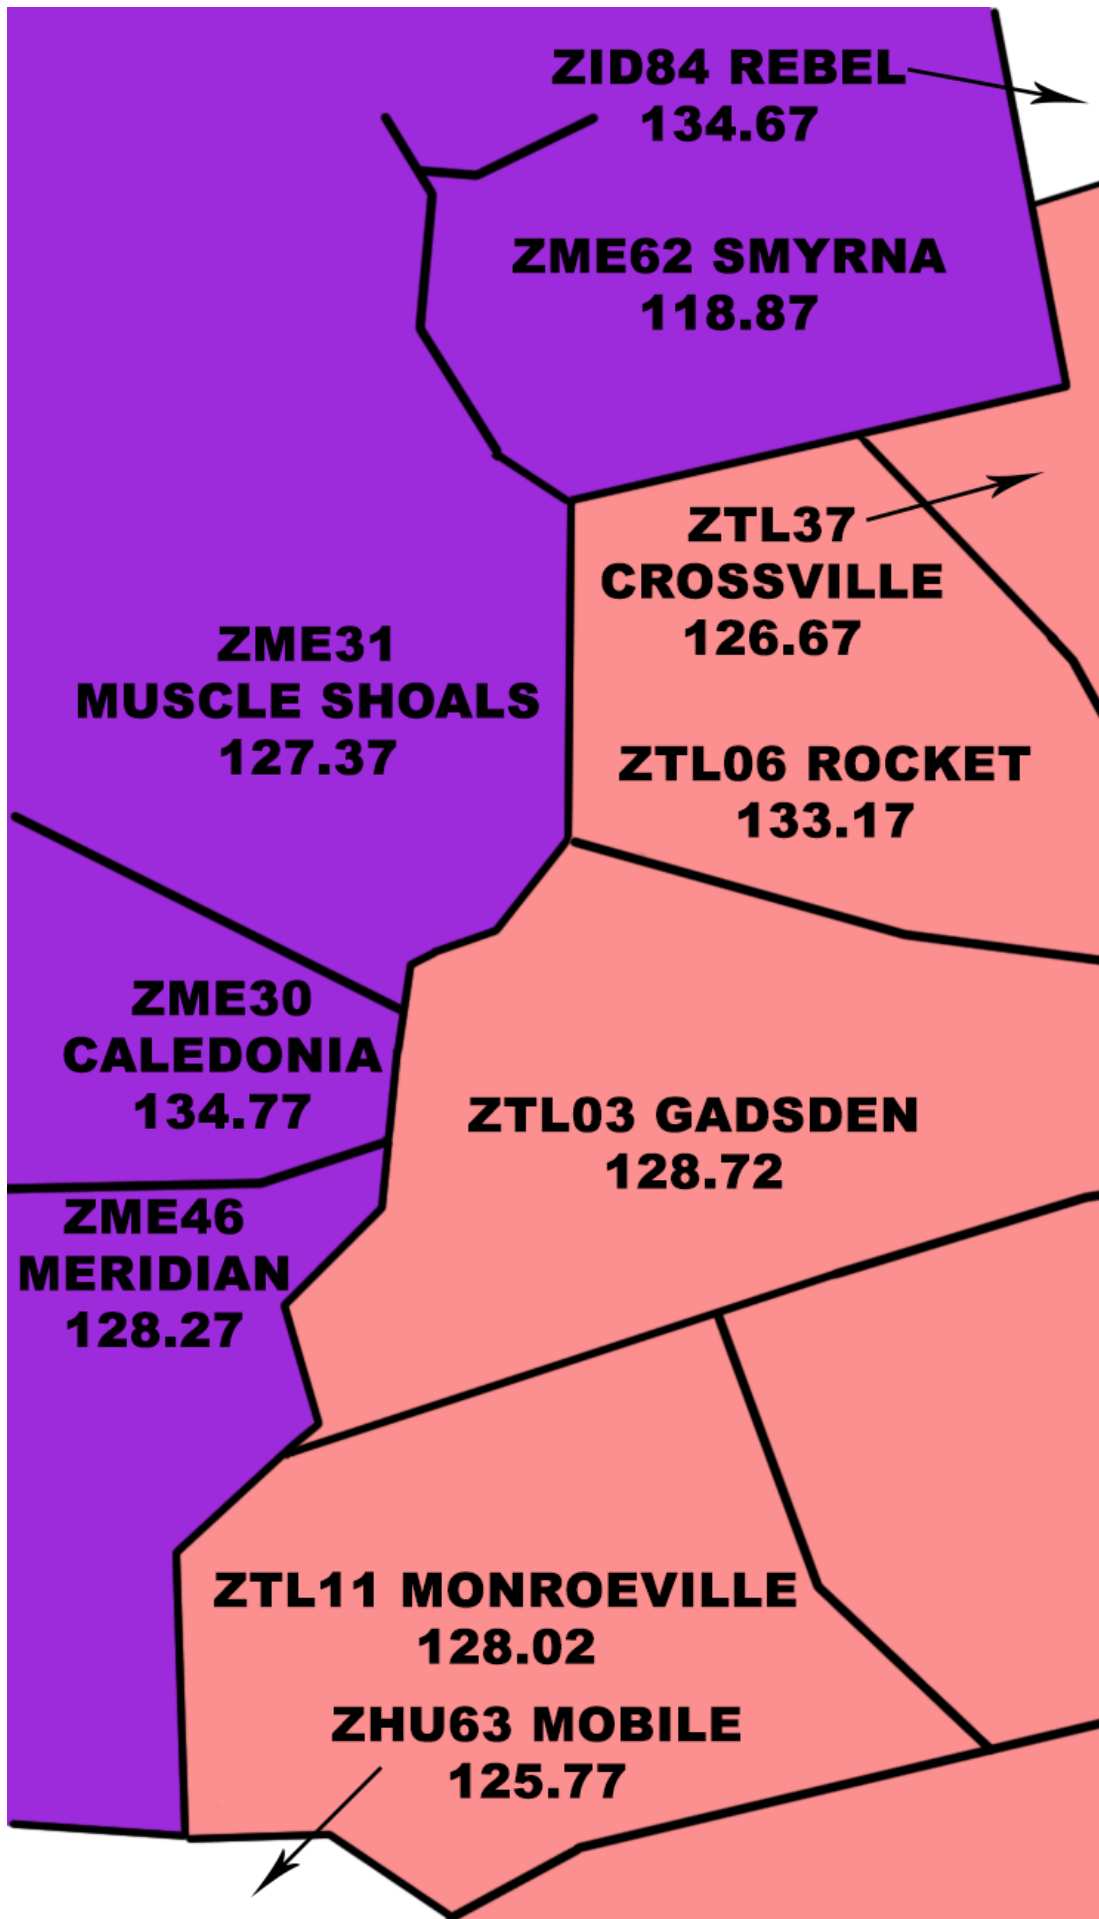 ZID84 REBEL
134.67
ZME62 SMYRNA
118.87
ZTL37
CROSSVILLE
126.67
ZME31
MUSCLE SHOALS
127.37
ZTL06 ROCKET
133.17
ZME30
CALEDONIA
134.77
ZTL03 GADSDEN
128.72
ZME46
MERIDIAN
128.27
ZTL11 MONROEVILLE
128.02
ZHU63 MOBILE
125.77